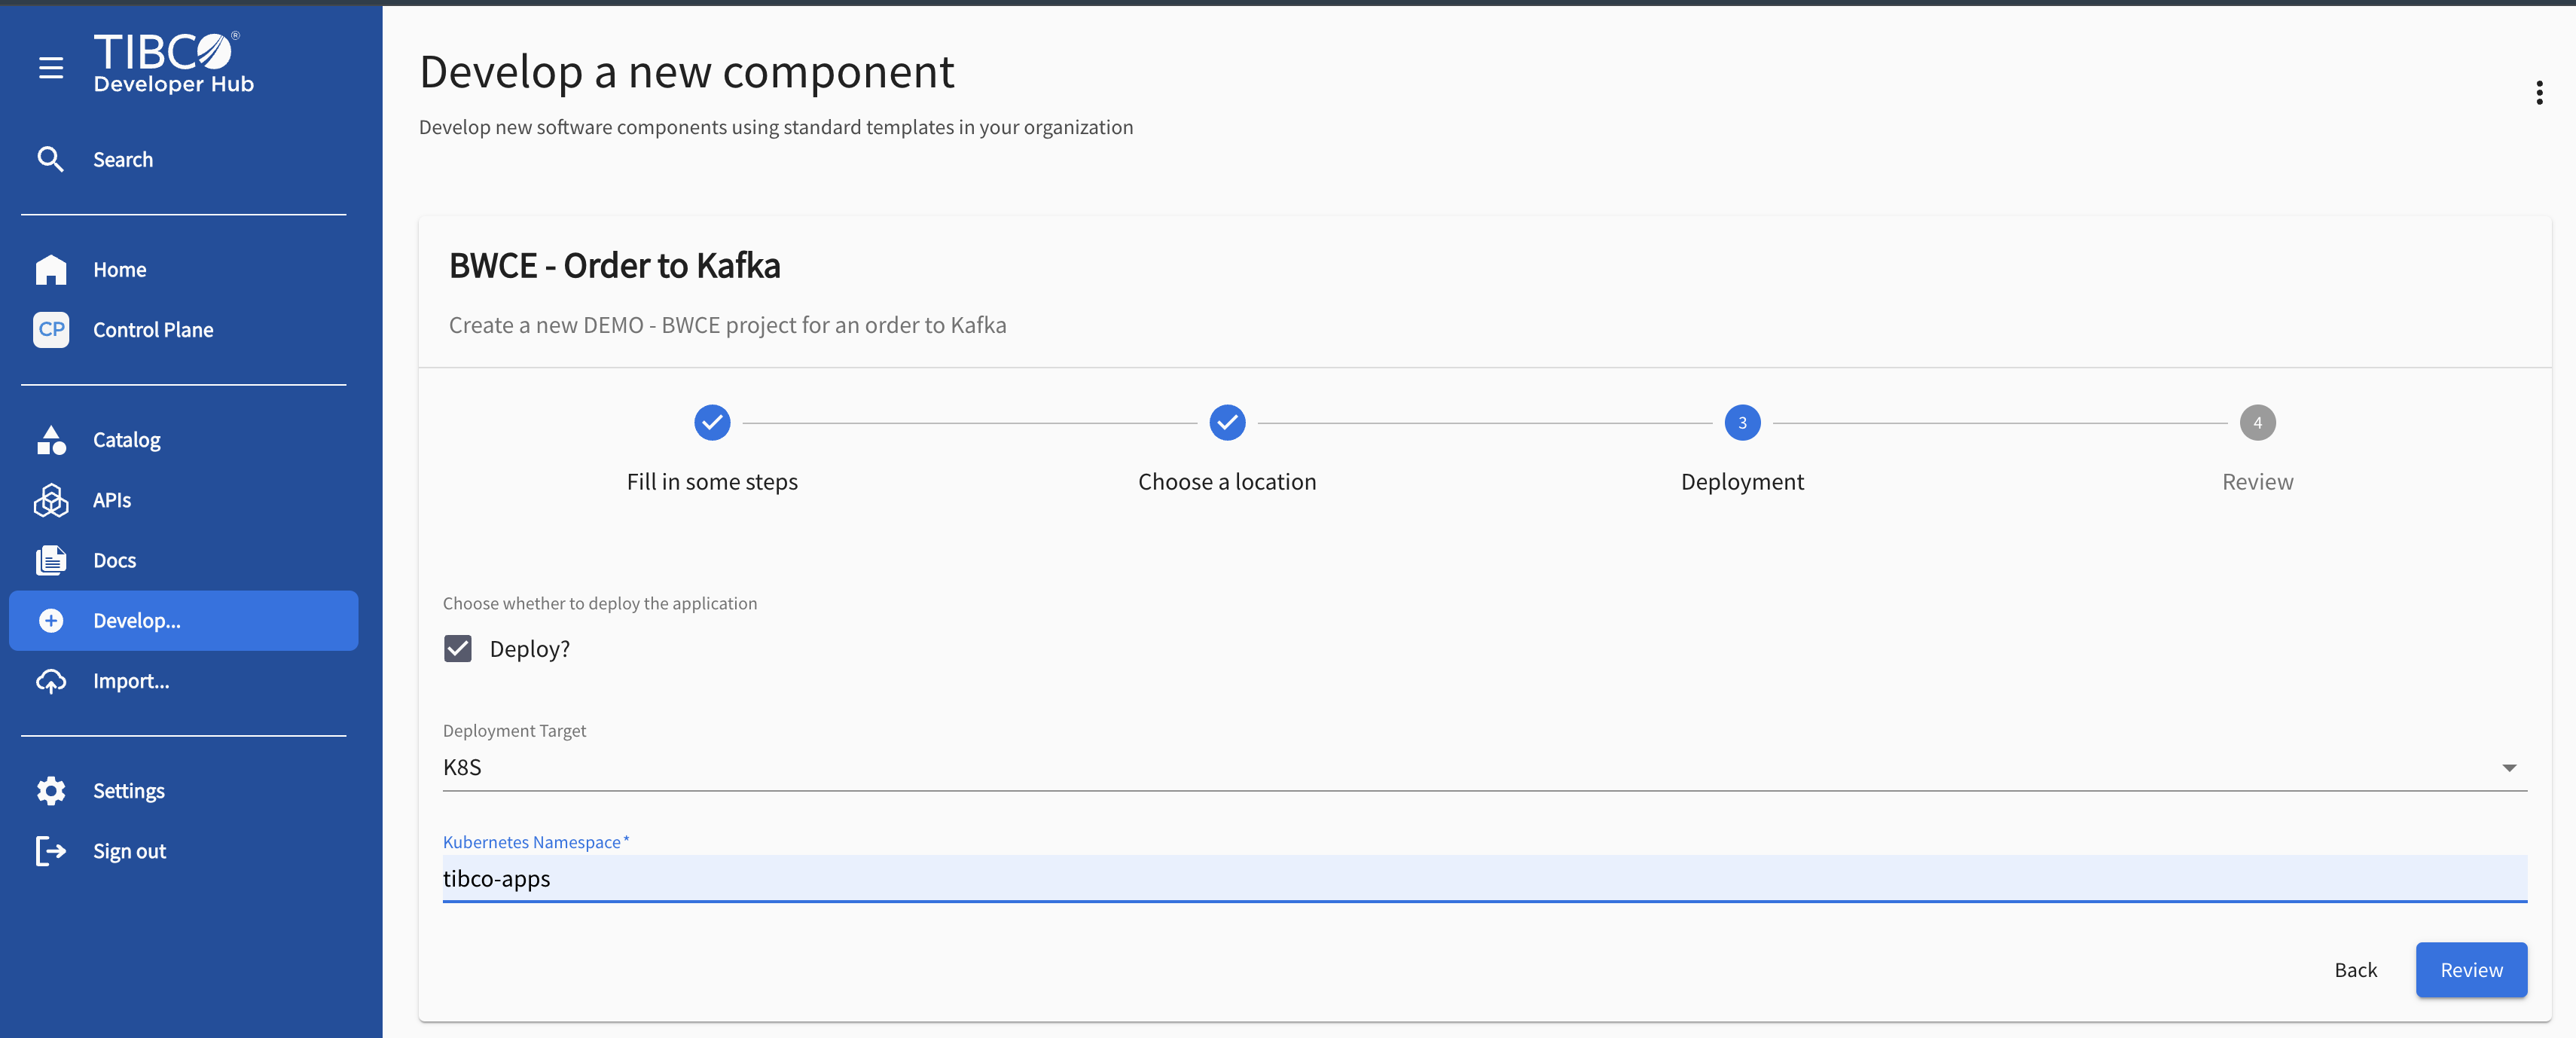 TIBCO®
Developer Hub
Search
Home
CP Control Plane
Catalog
APIs
Docs
Develop...
Import...
Settings
Sign out
Develop a new component
Develop new software components using standard templates in your organization
BWCE - Order to Kafka
Create a new DEMO - BWCE project for an order to Kafka
3 4
Fill in some steps Choose a location Deployment Review
Choose whether to deploy the application
Deploy?
Deployment Target
K8S
Kubernetes Namespace *
tibco-apps
Back Review